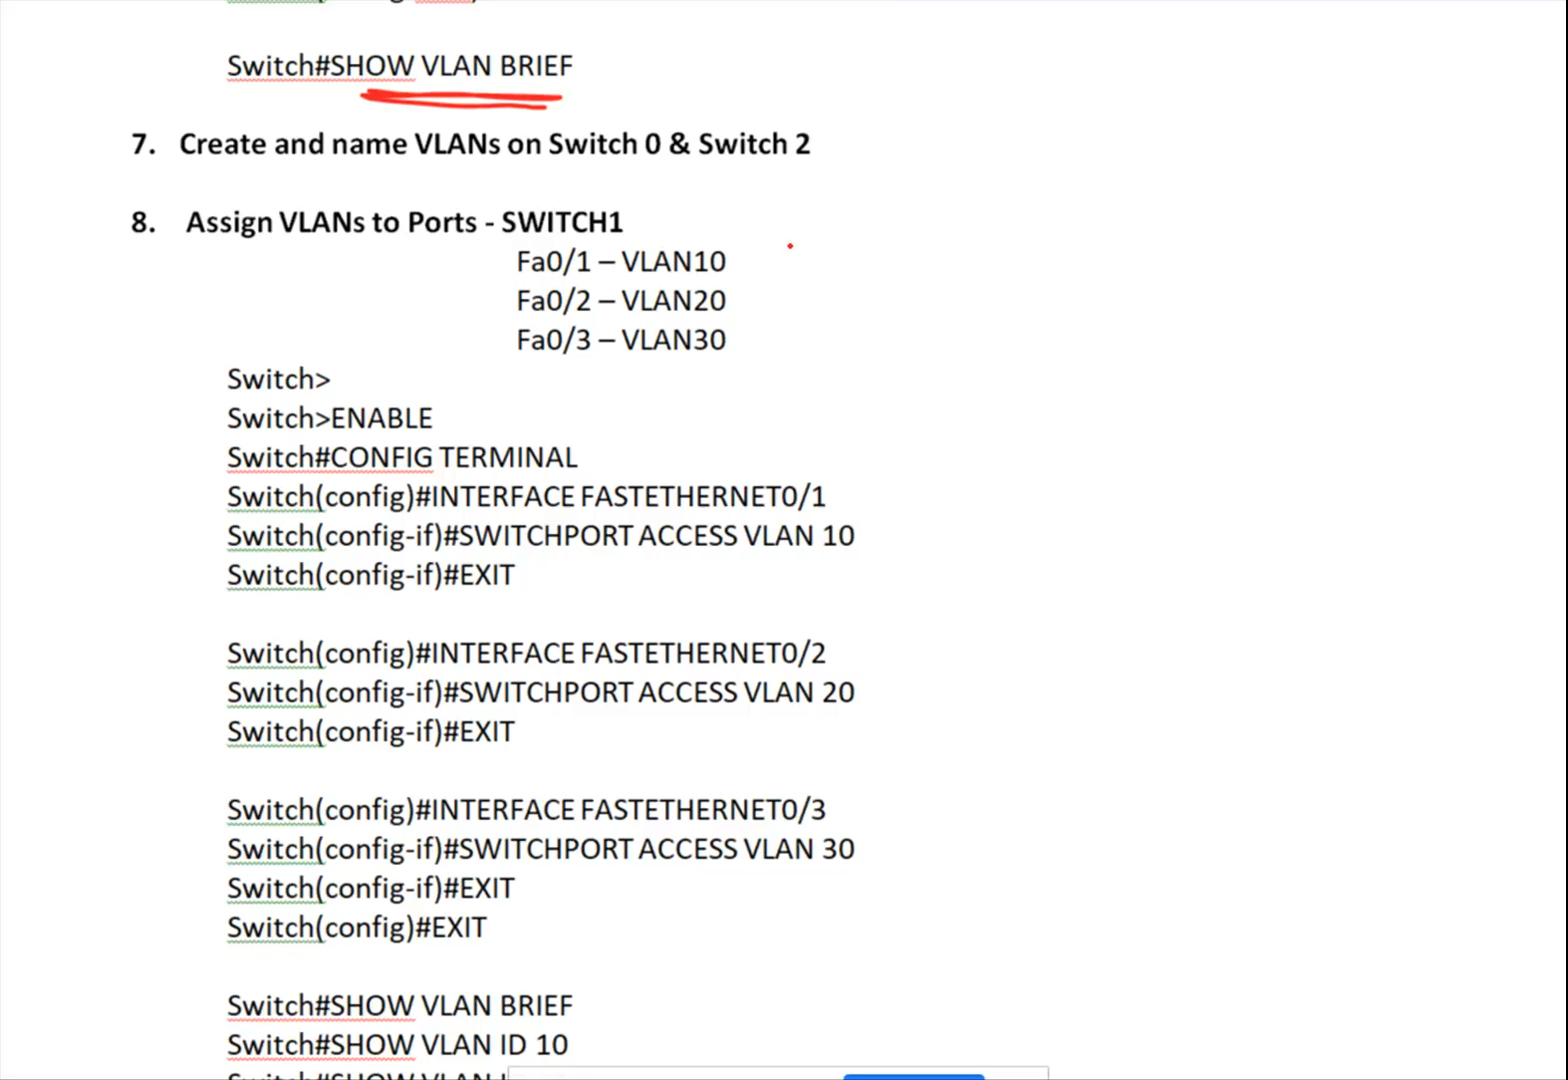 Switch#SHOW VLAN BRIEF
7. Create and name VLANs on Switch 0 & Switch 2
8. Assign VLANs to Ports - SWITCH1
Fa0/1 – VLAN10
Fa0/2 – VLAN20
Fa0/3 – VLAN30
Switch>
Switch>ENABLE
Switch#CONFIG TERMINAL
Switch(config)#INTERFACE FASTETHERNET0/1
Switch(config-if)#SWITCHPORT ACCESS VLAN 10
Switch(config-if)#EXIT
Switch(config)#INTERFACE FASTETHERNET0/2
Switch(config-if)#SWITCHPORT ACCESS VLAN 20
Switch(config-if)#EXIT
Switch(config)#INTERFACE FASTETHERNET0/3
Switch(config-if)#SWITCHPORT ACCESS VLAN 30
Switch(config-if)#EXIT
Switch(config)#EXIT
Switch#SHOW VLAN BRIEF
Switch#SHOW VLAN ID 10
Switch#SHOW VLAN